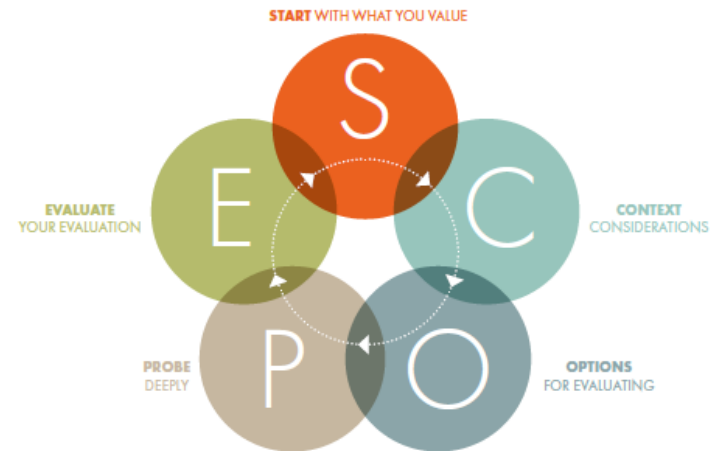 START WITH WHAT YOU VALUE
S
C
CONTEXT
CONSIDERATIONS
O
OPTIONS
FOR EVALUATING
P
PROBE
DEEPLY
E
EVALUATE
YOUR EVALUATION